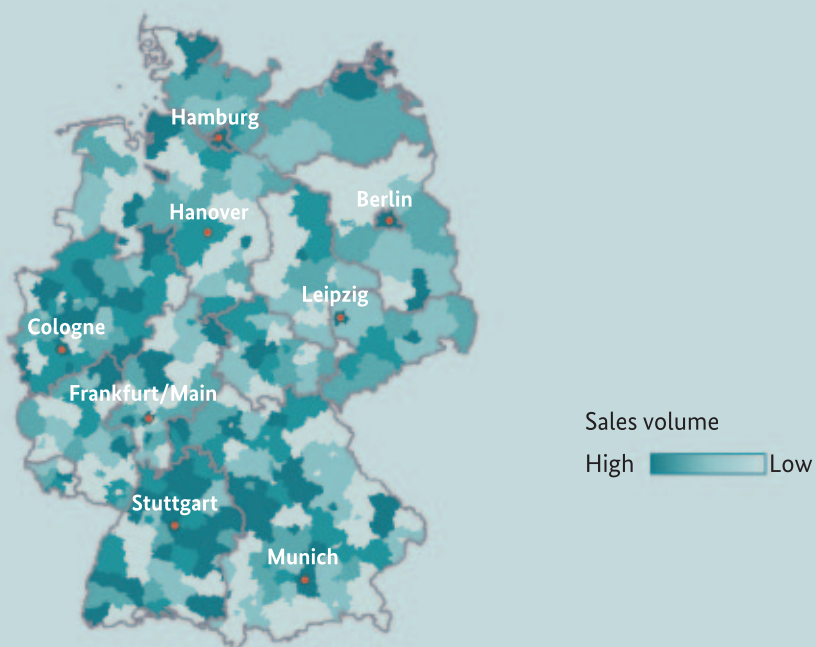 Hamburg
Berlin
Hanover
Leipzig
Cologne
Frankfurt/Main
Sales volume
High Low
Stuttgart
Munich